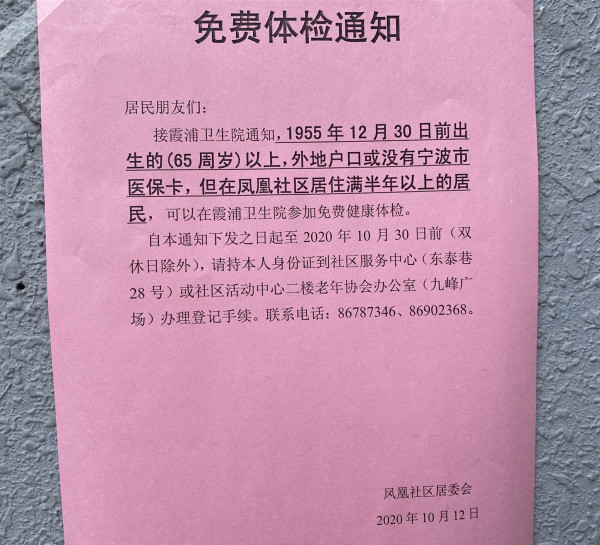 免费体检通知
居民朋友们：
接霞浦卫生院通知，1955年12月30日前出
生的(65周岁)以上，外地户口或没有宁波市
医保卡，但在凤凰社区居住满半年以上的居
民，可以在霞浦卫生院参加免费健康体检。
自本通知下发之日起至2020年10月30日前（双
休日除外），请持本人身份证到社区服务中心（东泰巷
28号）或社区活动中心二楼老年协会办公室（九峰广
场）办理登记手续。联系电话：86787346、86902368。
凤凰社区居委会
2020年10月12日